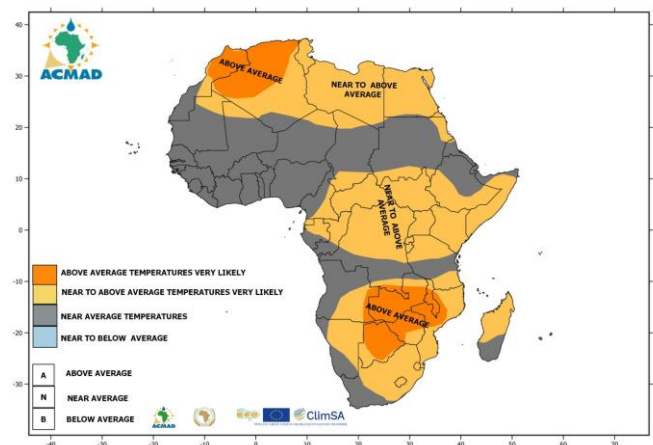 ACMAD
40
30
20
10
0
-10
-20
-30
ABOVE AVERAGE
NEAR TO ABOVE
AVERAGE
NEAR TO ABOVE
AVERAGE
ABOVE AVERAGE
ABOVE AVERAGE TEMPERATURES VERY LIKELY
NEAR TO ABOVE AVERAGE TEMPERATURES VERY LIKELY
NEAR AVERAGE TEMPERATURES
NEAR TO BELOW AVERAGE
A ABOVE AVERAGE
N NEAR AVERAGE
B BELOW AVERAGE
ClimSA
-40 -30 -20 -10 0 10 20 30 40 50 60 70